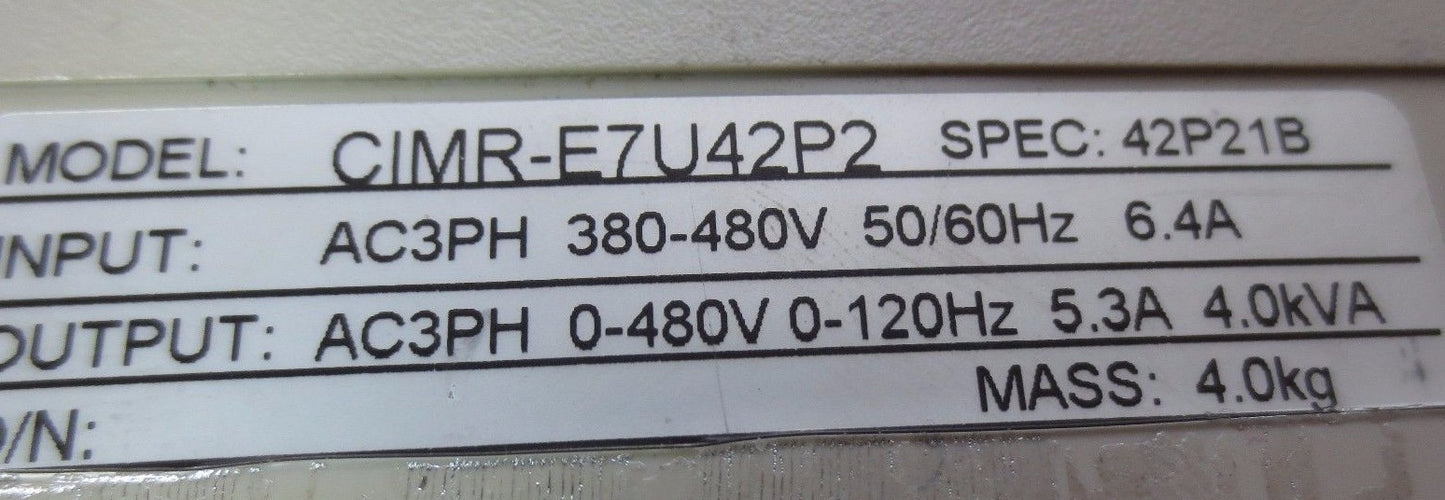 MODEL: CIMR-E7U42P2 SPEC: 42P21B
INPUT: AC3PH 380-480V 50/60Hz 6.4A
OUTPUT: AC3PH 0-480V 0-120Hz 5.3A 4.0kVA
MASS: 4.0kg
/N: